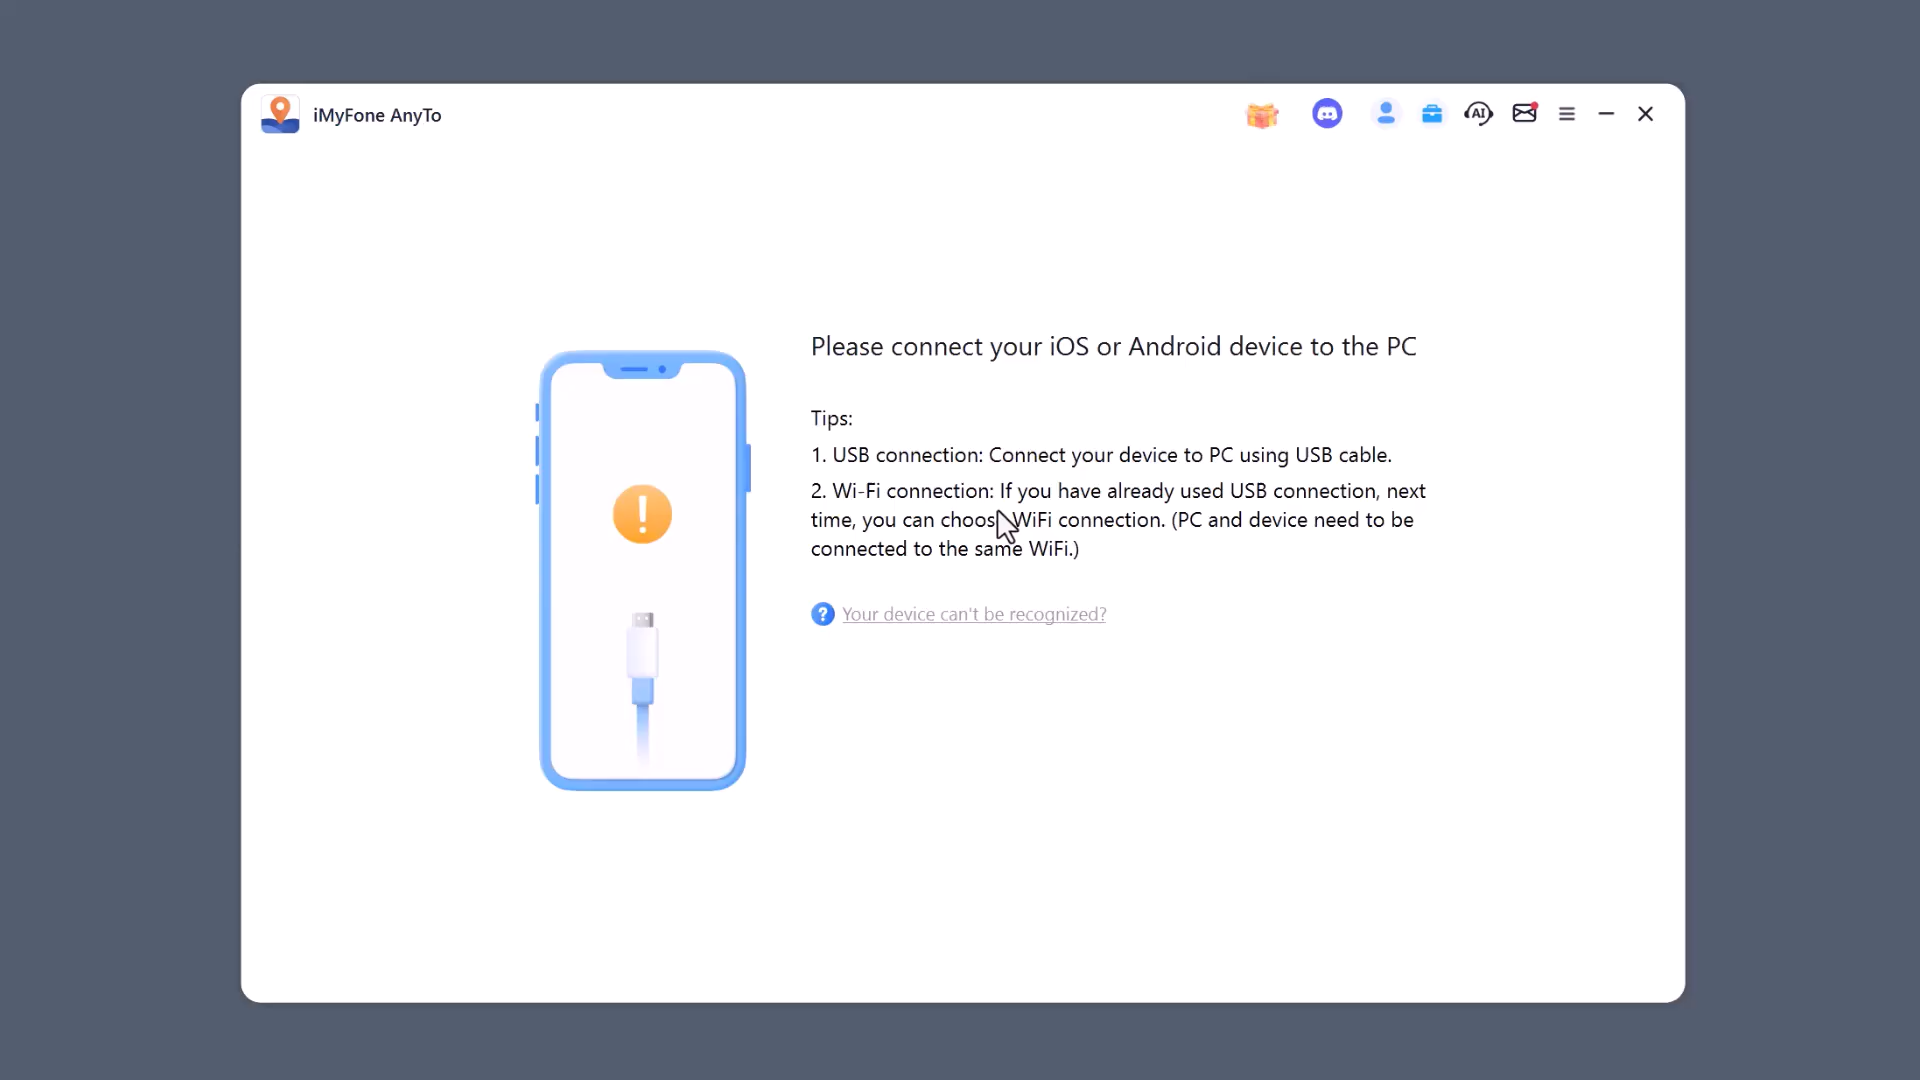 iMyFone AnyTo
AI
Please connect your iOS or Android device to the PC
Tips:
1. USB connection: Connect your device to PC using USB cable.
2. Wi-Fi connection: If you have already used USB connection, next
time, you can choose WiFi connection. (PC and device need to be
connected to the same WiFi.)
!
? Your device can't be recognized?